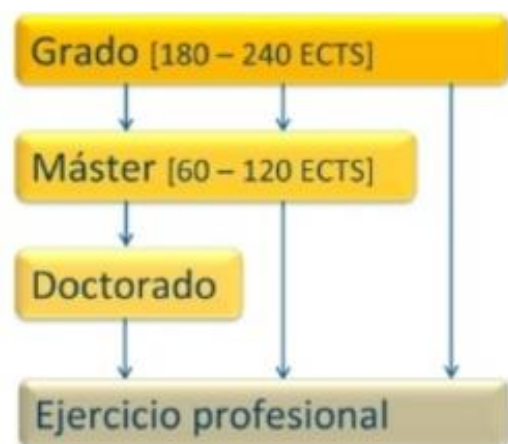 Grado [180 – 240 ECTS]
Máster [60 – 120 ECTS]
Doctorado
Ejercicio profesional